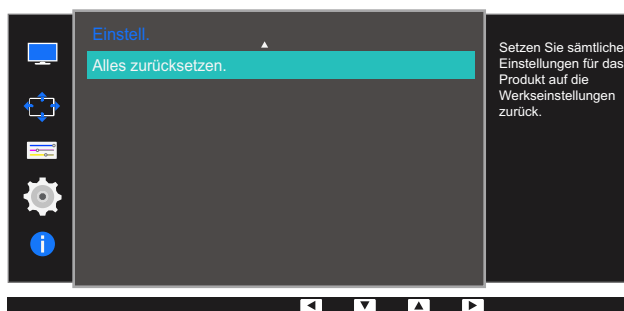 Einstell.
Alles zurücksetzen.
Setzen Sie sämtliche
Einstellungen für das
Produkt auf die
Werkseinstellungen
zurück.